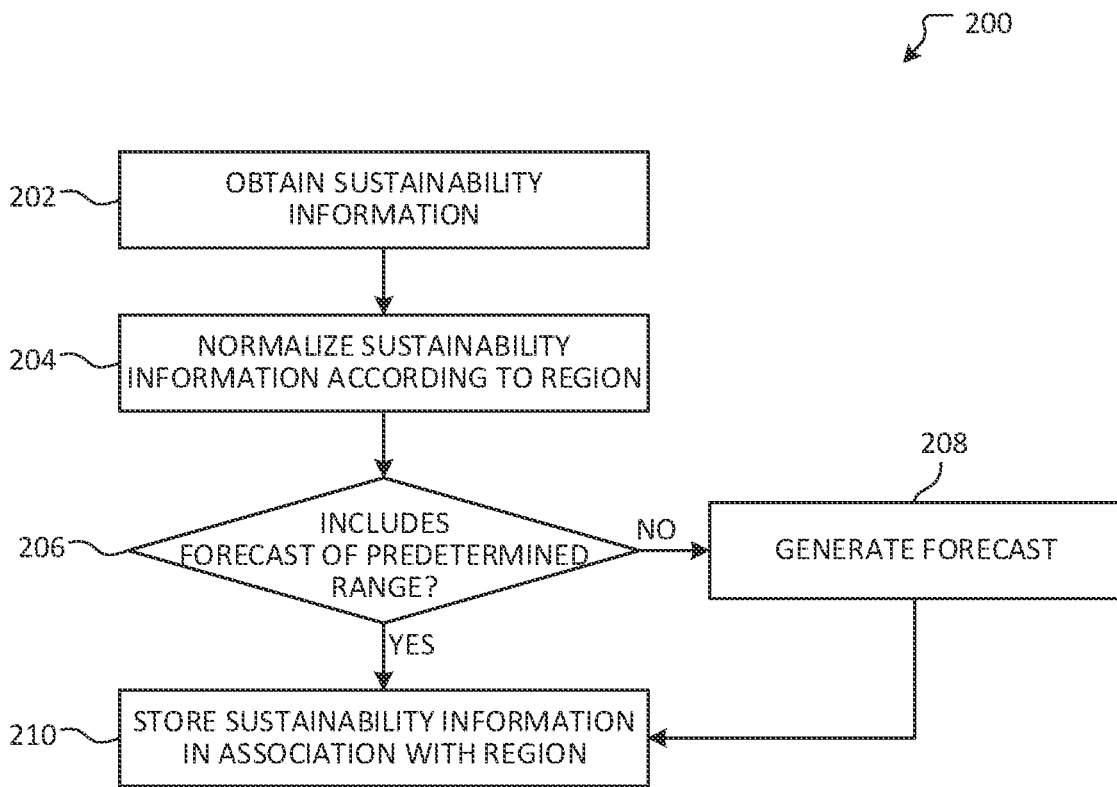 200
202
OBTAIN SUSTAINABILITY
INFORMATION
204
NORMALIZE SUSTAINABILITY
INFORMATION ACCORDING TO REGION
206
INCLUDES
FORECAST OF PREDETERMINED
RANGE?
NO
208
GENERATE FORECAST
YES
210
STORE SUSTAINABILITY INFORMATION
IN ASSOCIATION WITH REGION